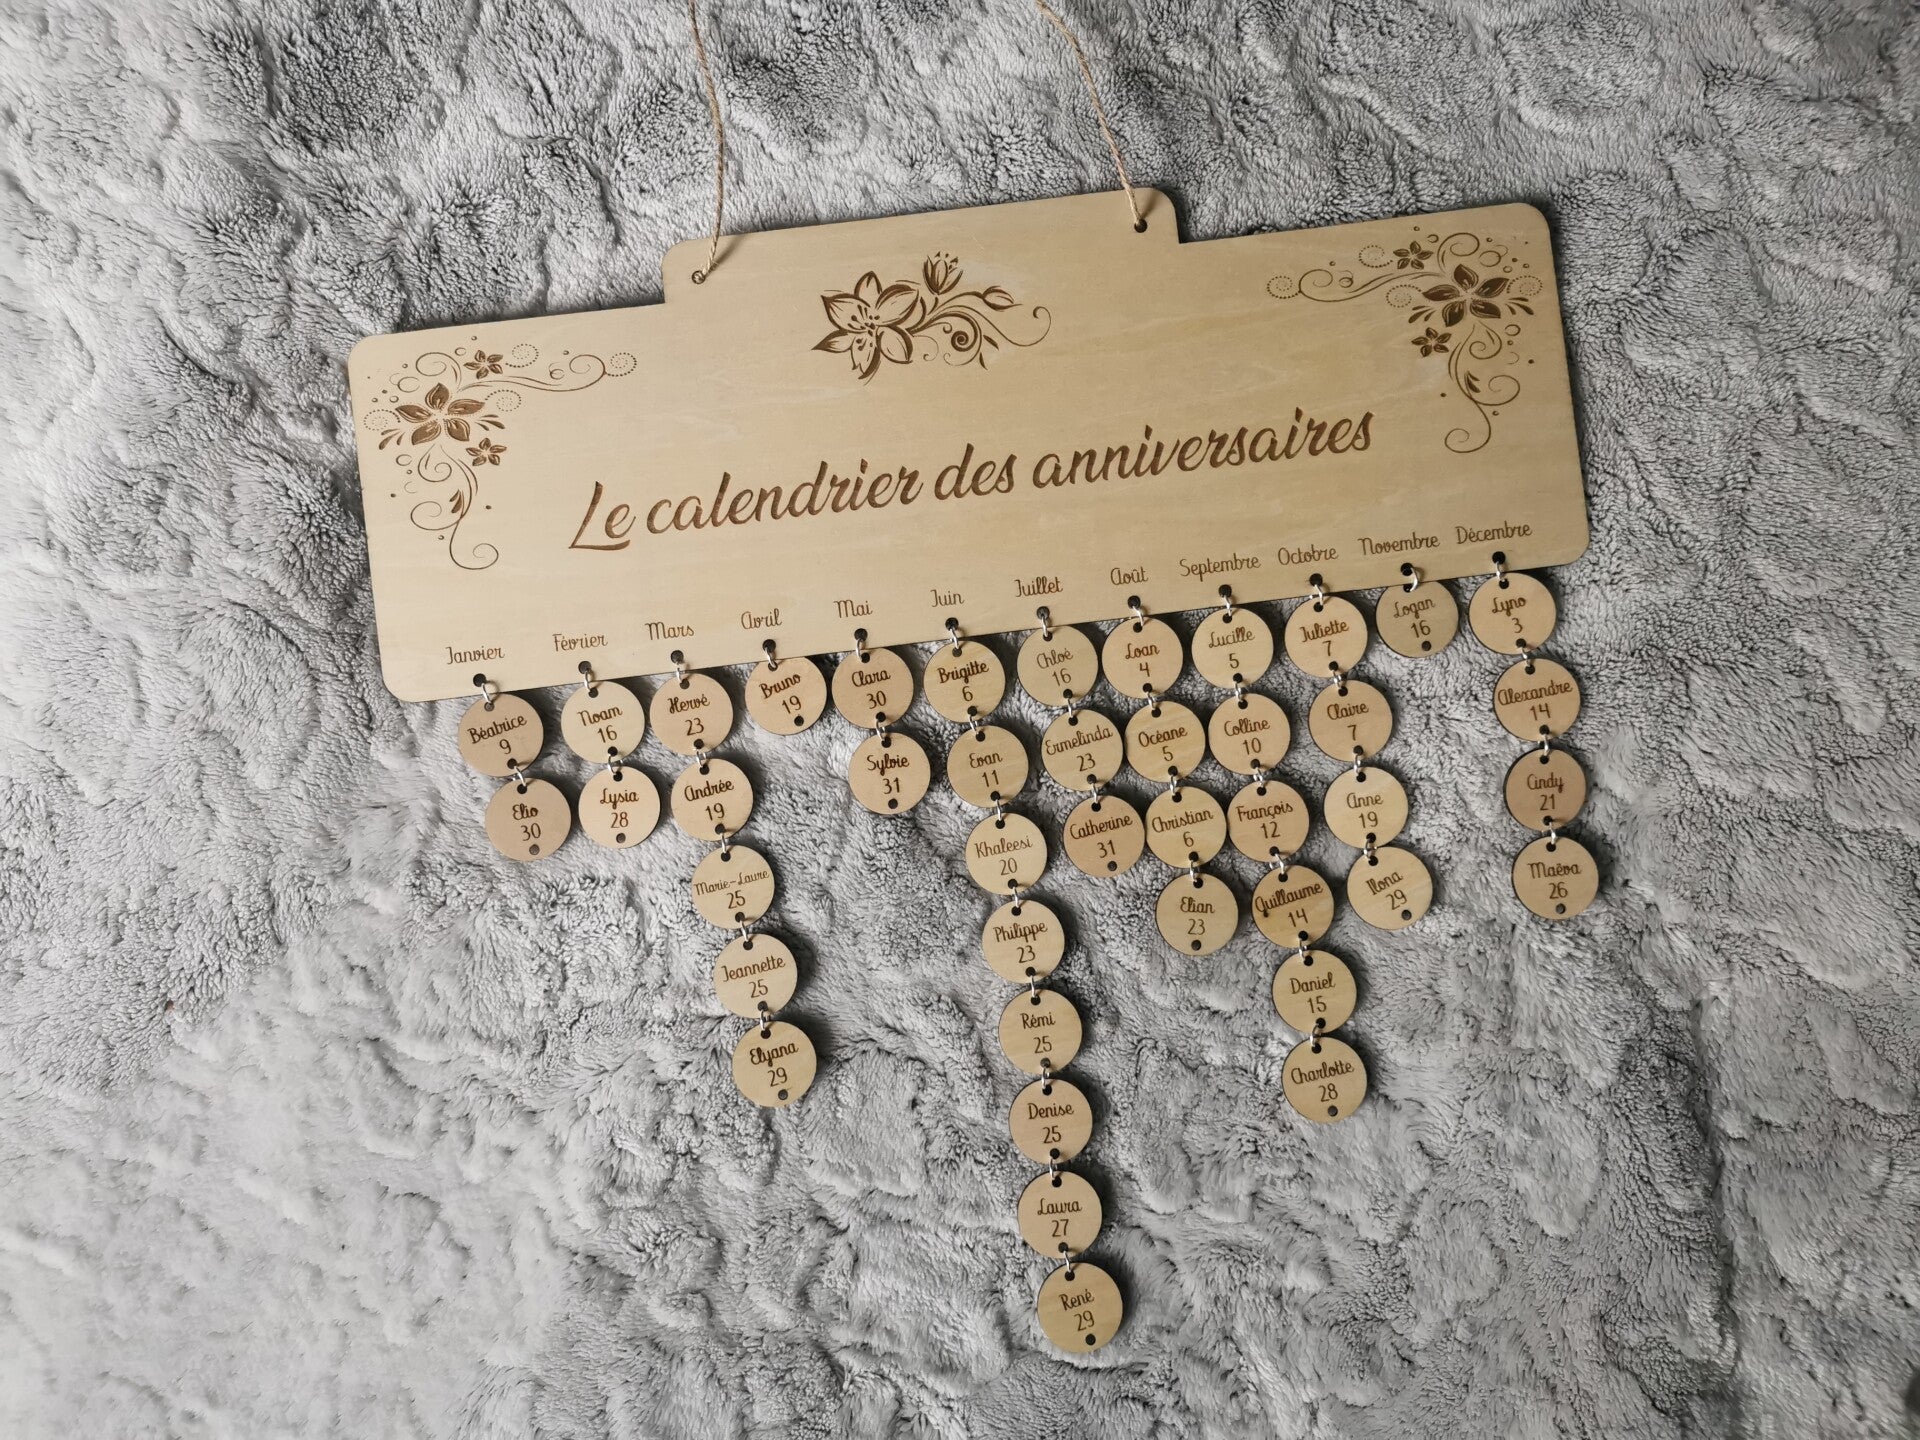 Le calendrier des anniversaires
Janvier
Février
Mars
Avril
Mai
Juin
Juillet
Août
Septembre
Octobre
Novembre
Décembre
Béatrice
9
Elio
30
Noam
16
Lysia
28
Hervé
23
Andrée
19
Marie-Laure
25
Jeannette
25
Elyana
29
Bruno
19
Clara
30
Sylvie
31
Brigitte
6
Evan
11
Khaleesi
20
Philippe
23
Rémi
25
Denise
25
Laura
27
René
29
Chloé
16
Ermelinda
23
Catherine
31
Loan
4
Océane
5
Christian
6
Elian
23
Lucille
5
Colline
10
François
12
Guillaume
14
Daniel
15
Charlotte
28
Juliette
7
Claire
7
Anne
19
Ilona
29
Logan
16
Lyno
3
Alexandre
14
Cindy
21
Maëva
26